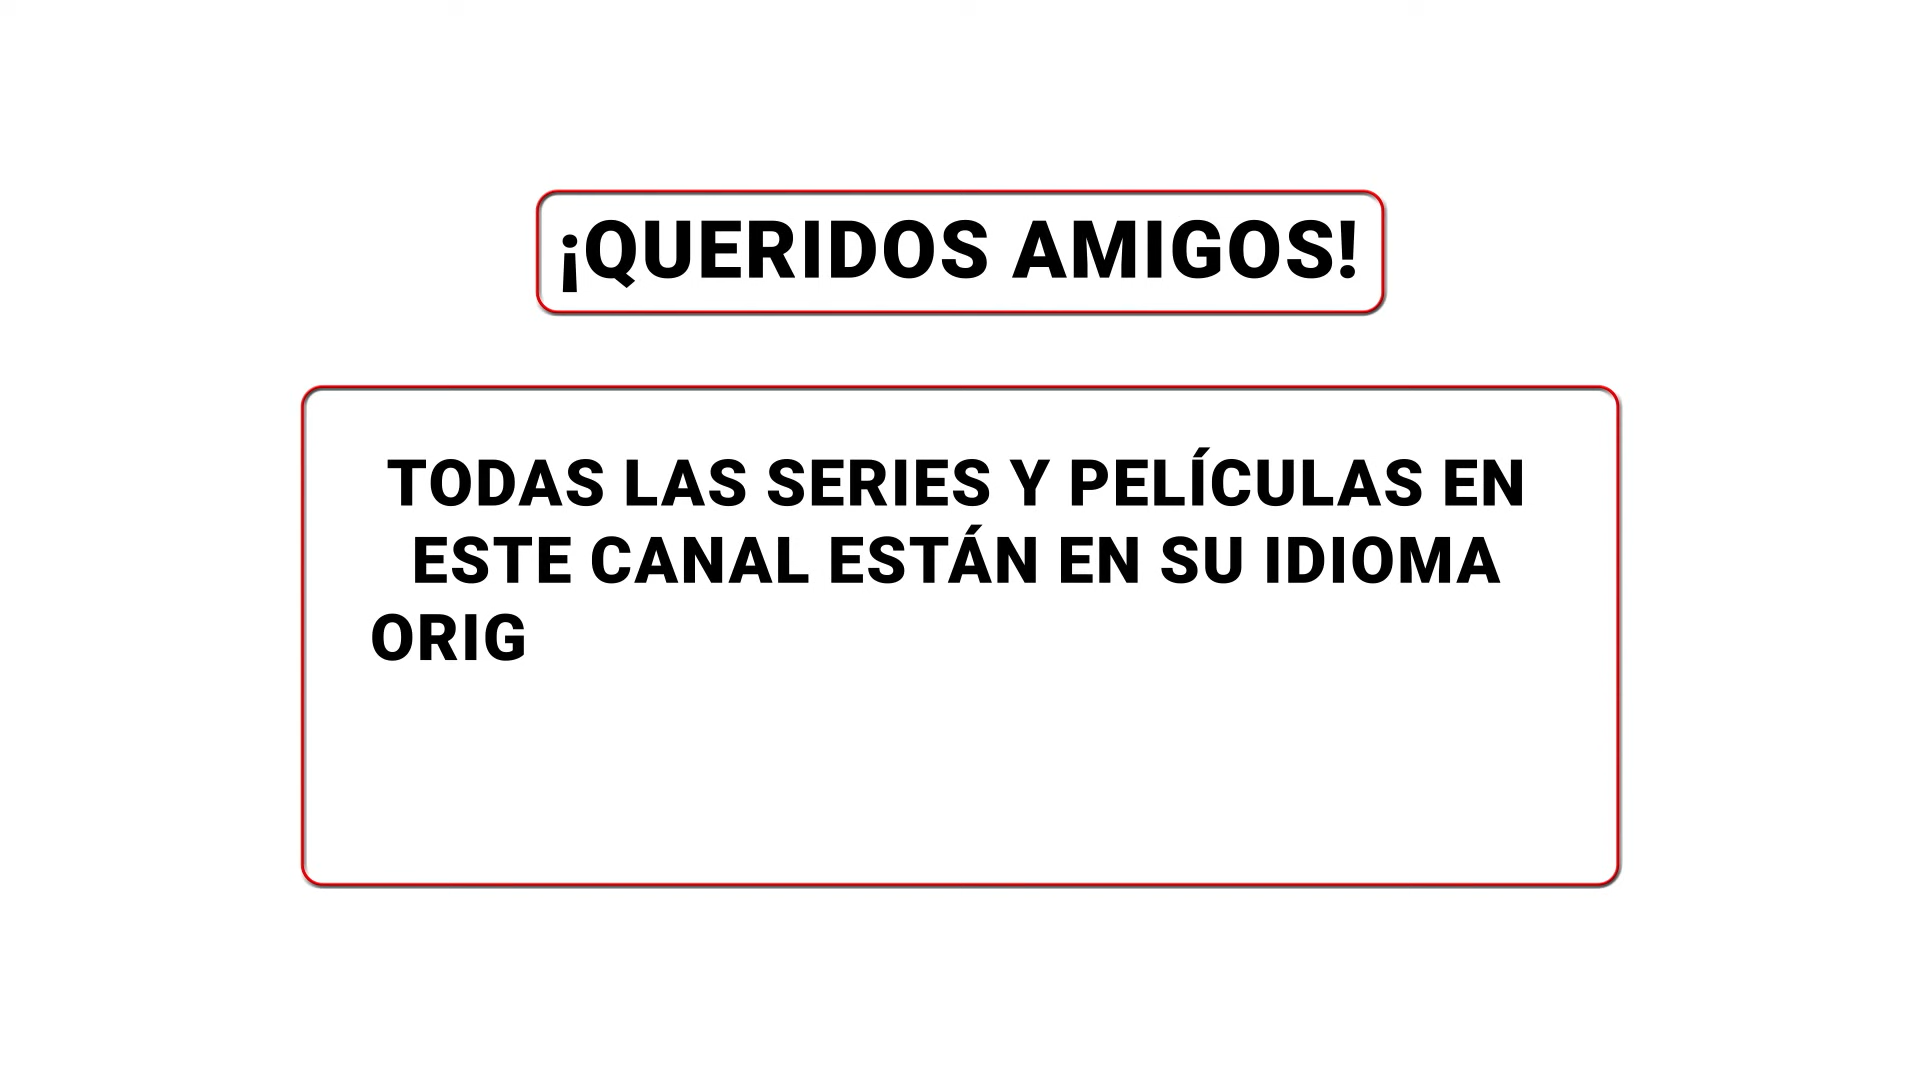 ¡QUERIDOS AMIGOS!
TODAS LAS SERIES Y PELÍCULAS EN
ESTE CANAL ESTÁN EN SU IDIOMA
ORIG